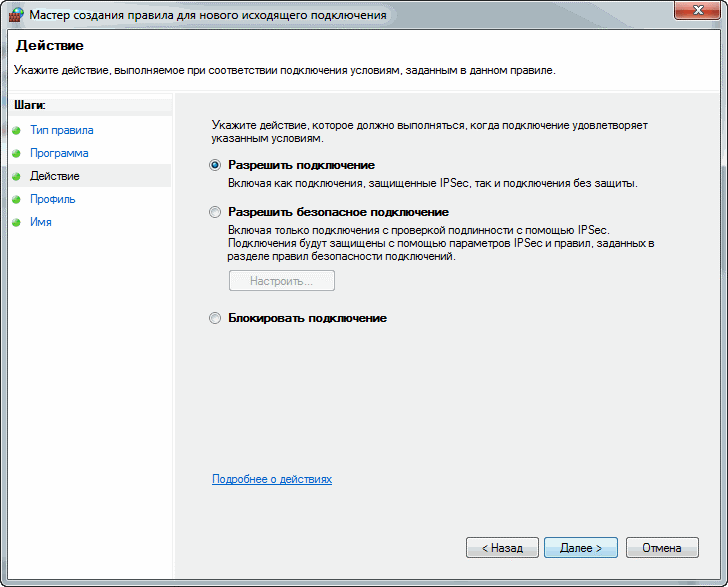 Мастер создания правила для нового исходящего подключения
Действие
Укажите действие, выполняемое при соответствии подключения условиям, заданным в данном правиле.
Шаги:
Тип правила
Программа
Действие
Профиль
Имя
Укажите действие, которое должно выполняться, когда подключение удовлетворяет
указанным условиям.
Разрешить подключение
Включая как подключения, защищенные IPSec, так и подключения без защиты.
Разрешить безопасное подключение
Включая только подключения с проверкой подлинности с помощью IPSec.
Подключения будут защищены с помощью параметров IPSec и правил, заданных в
разделе правил безопасности подключений.
Настроить...
Блокировать подключение
Подробнее о действиях
< Назад
Далее >
Отмена